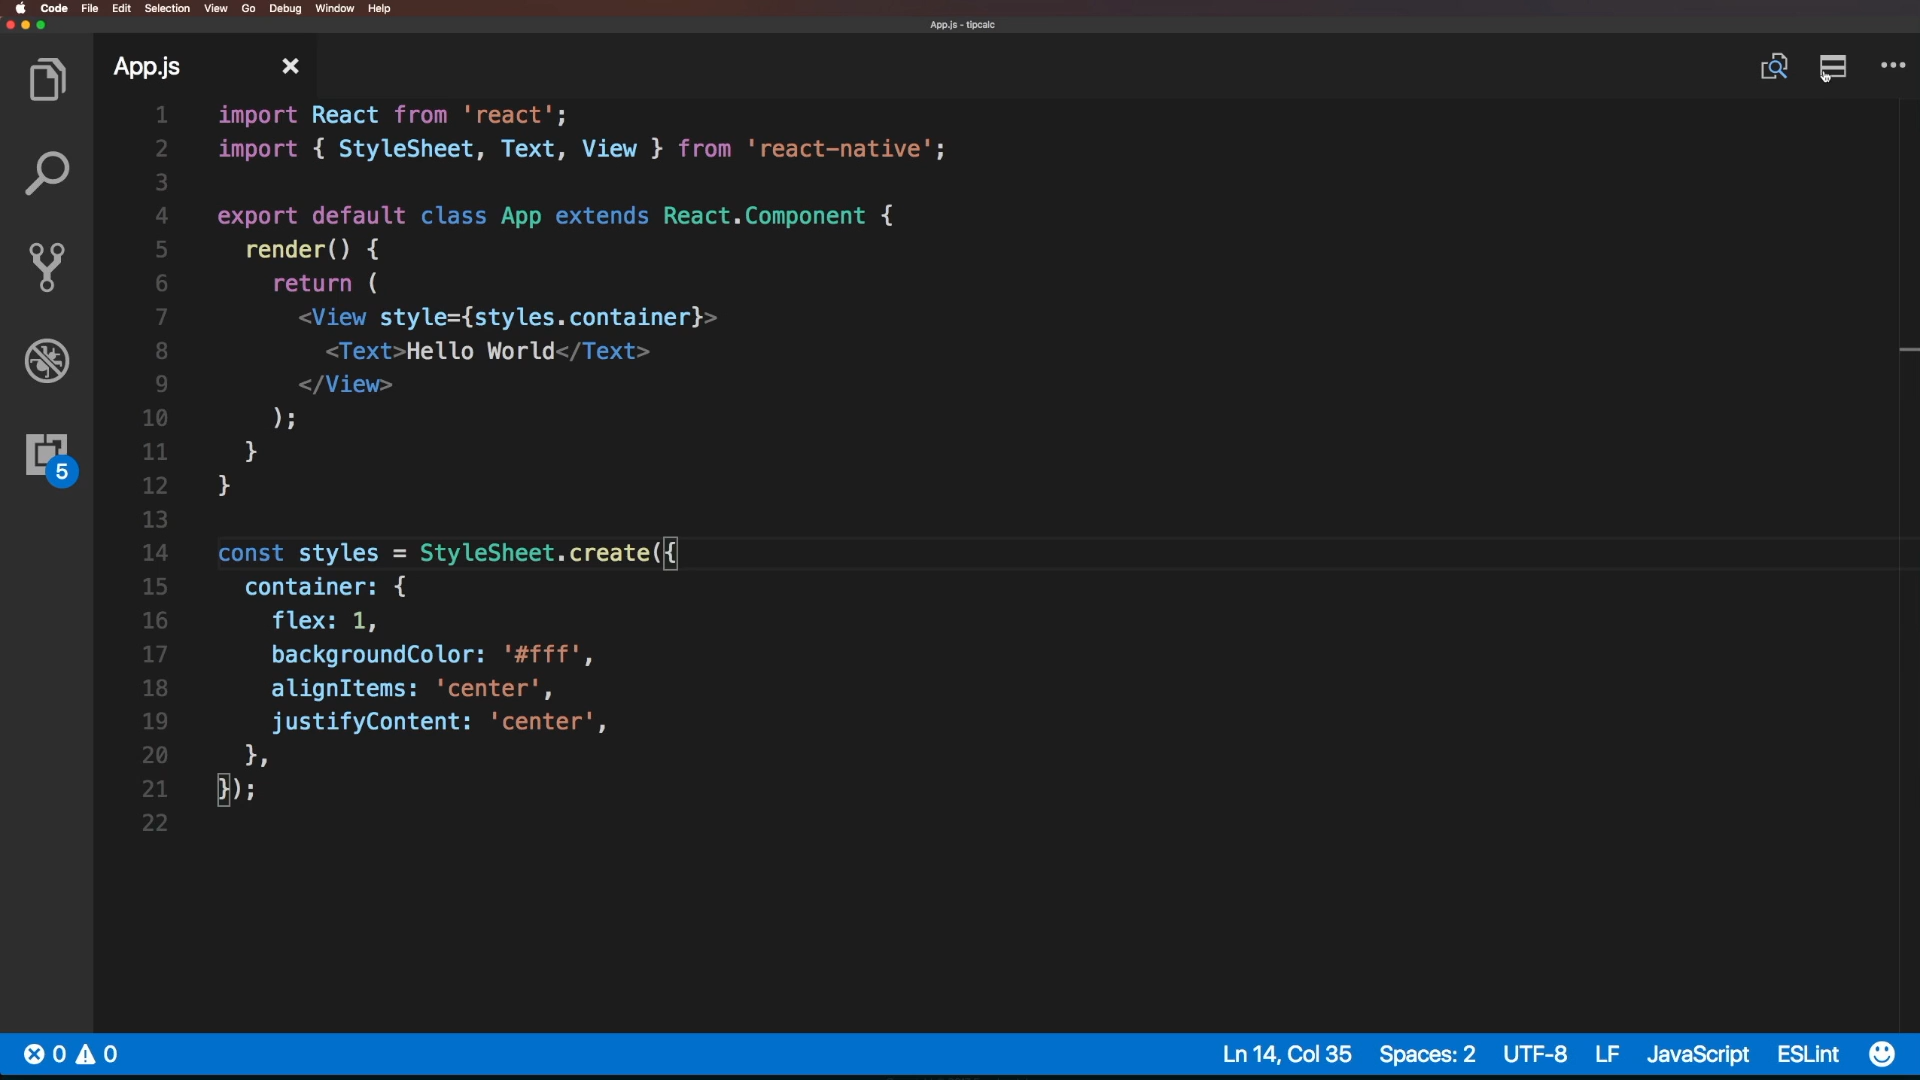 Code File Edit Selection View Go Debug Window Help
App.js - tipcalc
App.js
1 import React from 'react';
2 import { StyleSheet, Text, View } from 'react-native';
3
4 export default class App extends React.Component {
5 render() {
6 return (
7 <View style={styles.container}>
8 <Text>Hello World</Text>
9 </View>
10 );
11 }
12 }
13
14 const styles = StyleSheet.create({
15 container: {
16 flex: 1,
17 backgroundColor: '#fff',
18 alignItems: 'center',
19 justifyContent: 'center',
20 },
21 });
22
5
0 0 Ln 14, Col 35 Spaces: 2 UTF-8 LF JavaScript ESLint